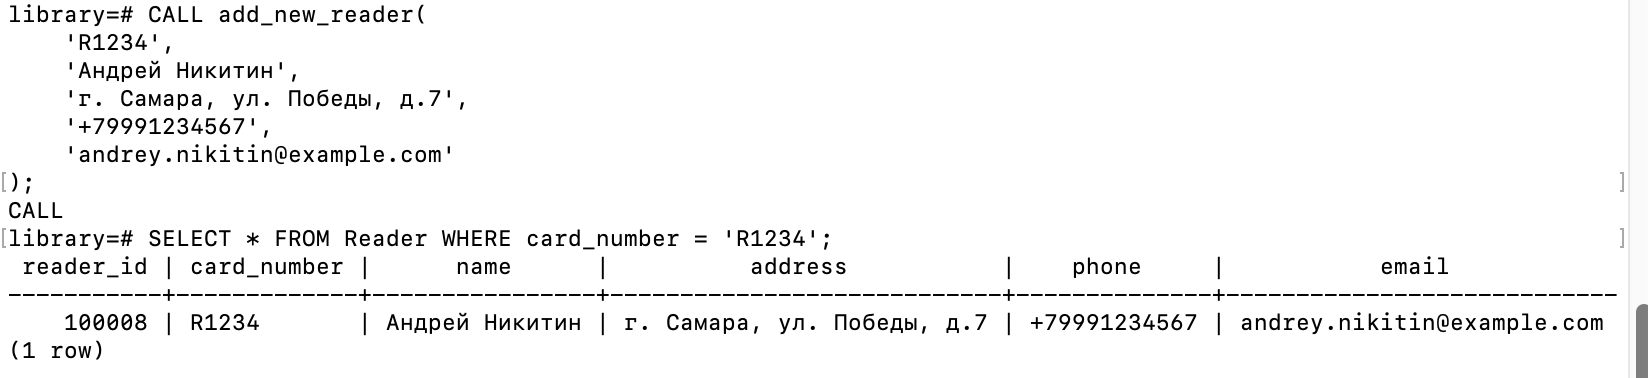 library=# CALL add_new_reader(
    'R1234',
    'Андрей Никитин',
    'г. Самара, ул. Победы, д.7',
    '+79991234567',
    'andrey.nikitin@example.com'
[); ]
CALL
[library=# SELECT * FROM Reader WHERE card_number = 'R1234'; ]
 reader_id | card_number |      name      |          address           |    phone     |           email
-----------+-------------+----------------+----------------------------+--------------+----------------------------
    100008 | R1234       | Андрей Никитин | г. Самара, ул. Победы, д.7 | +79991234567 | andrey.nikitin@example.com
(1 row)